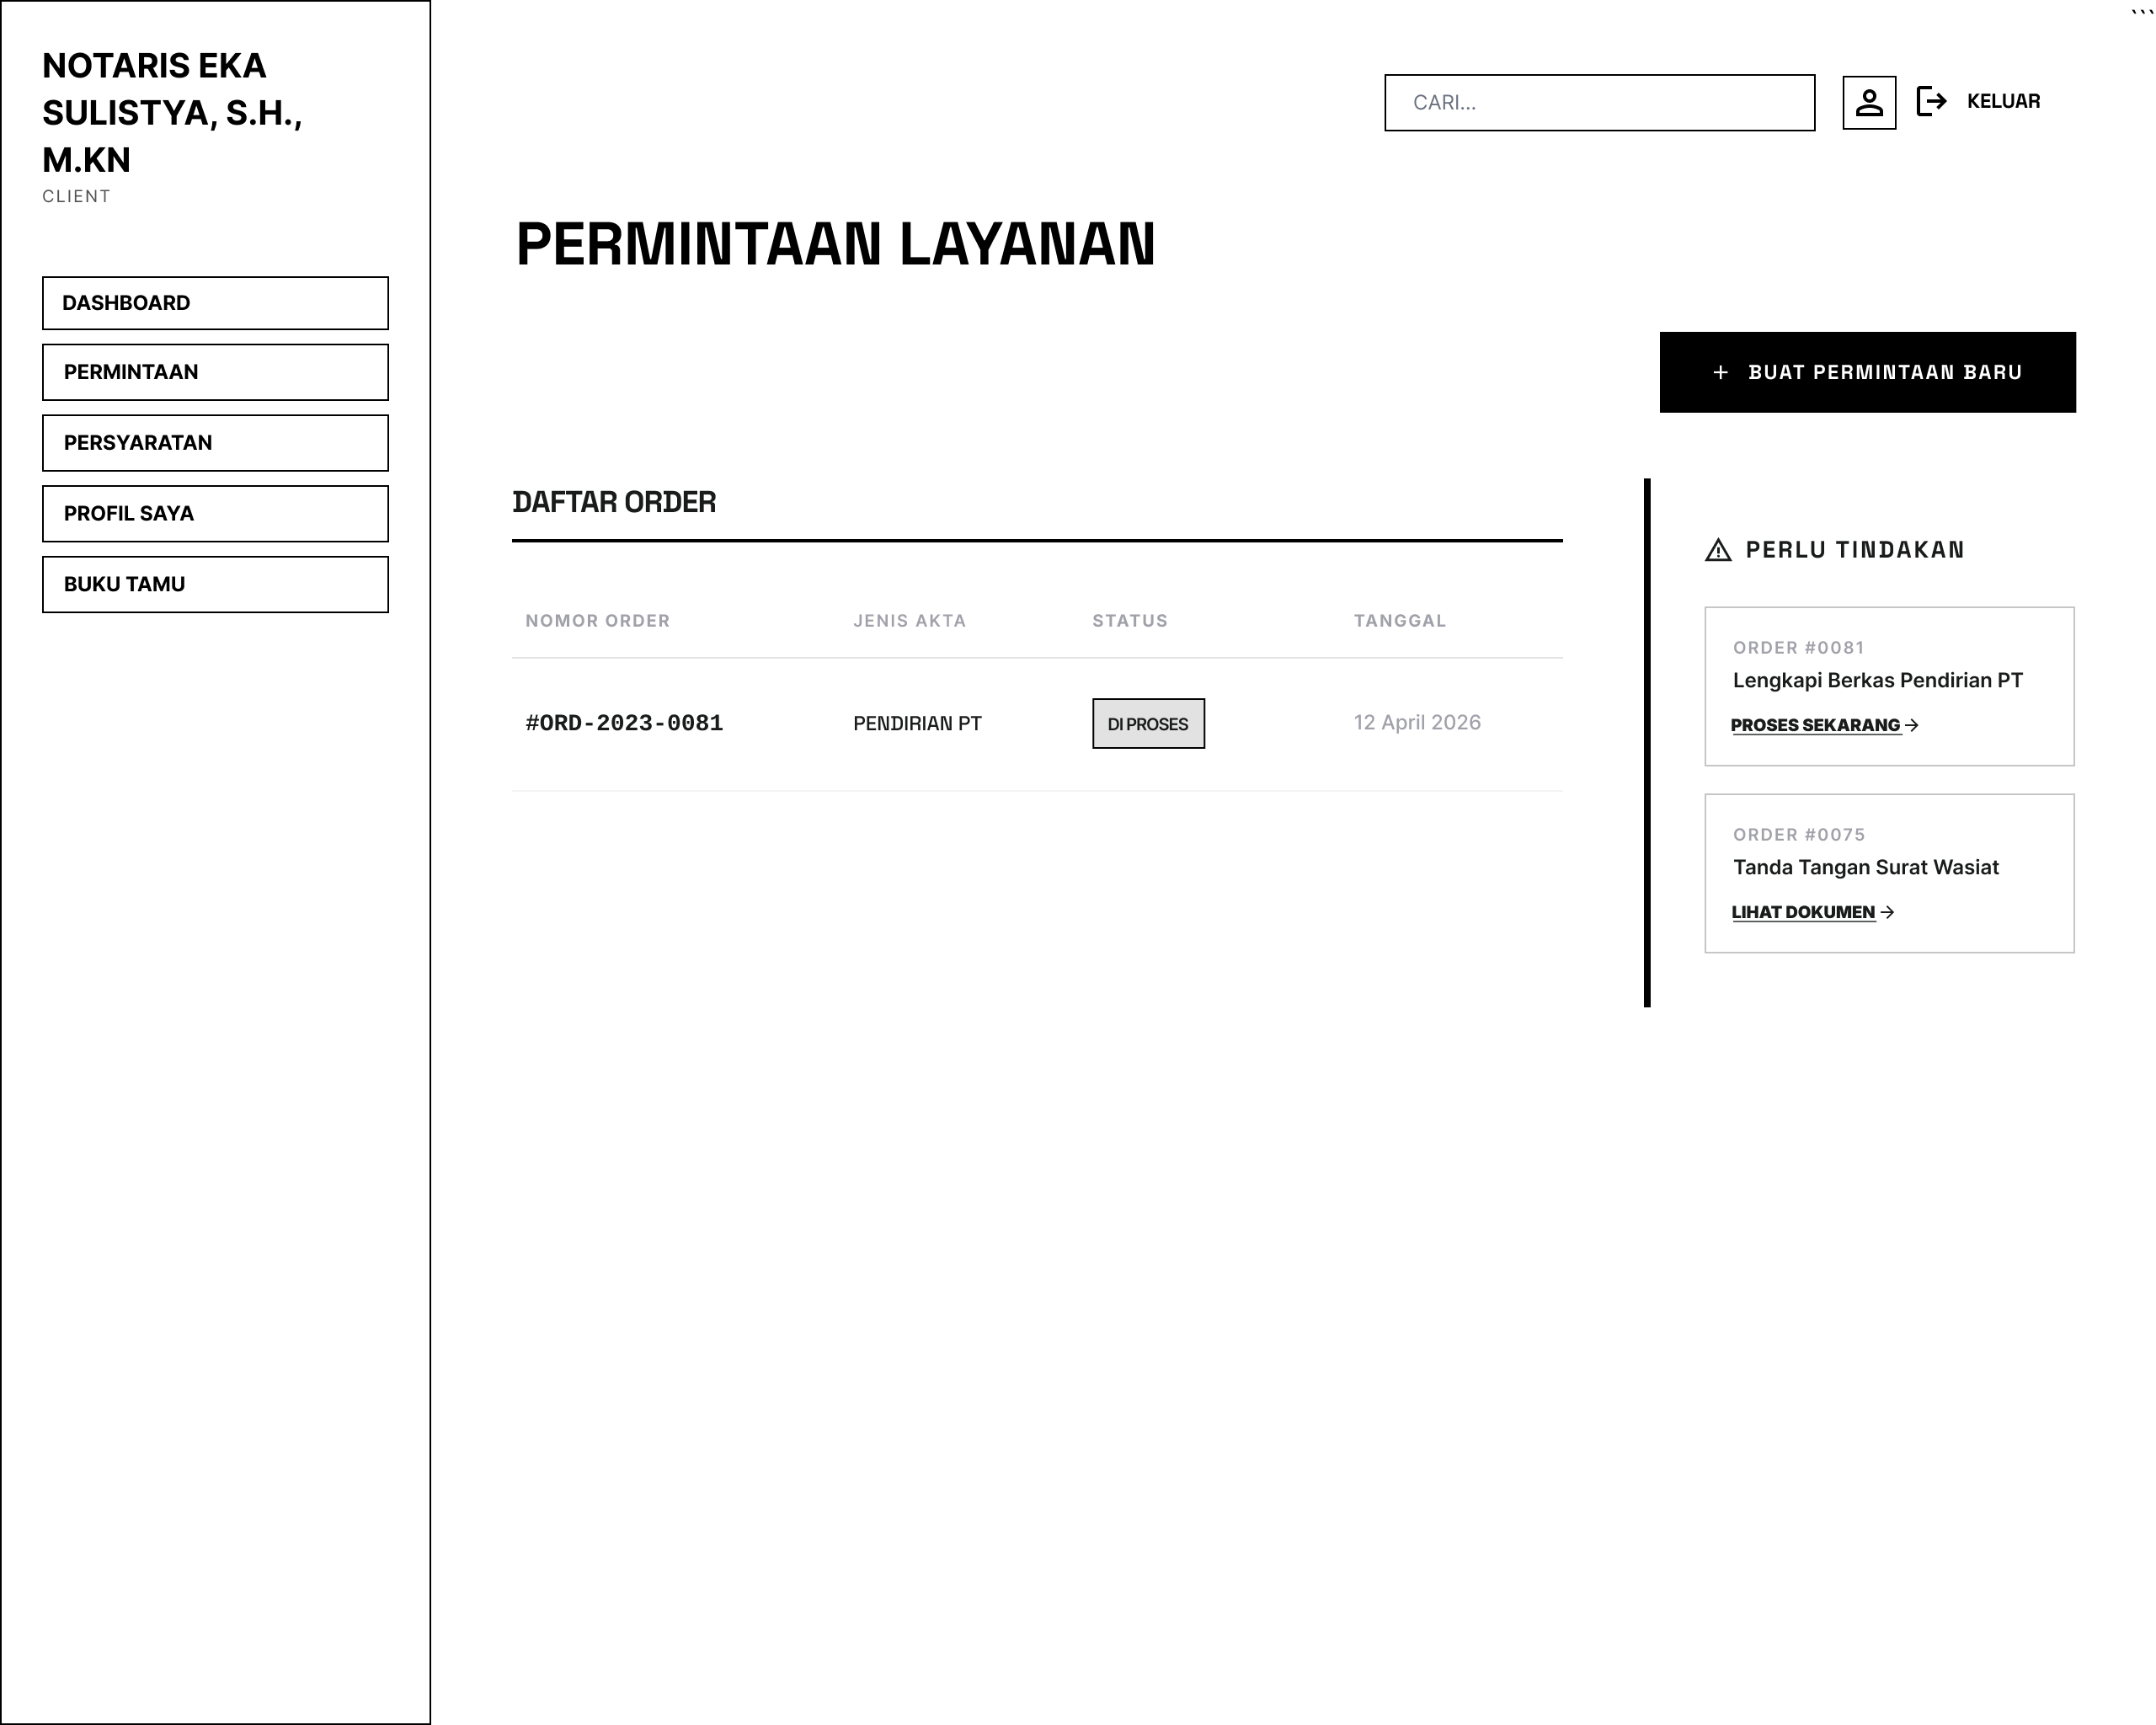 ```
NOTARIS EKA
SULISTYA, S.H.,
M.KN
CLIENT
DASHBOARD
PERMINTAAN
PERSYARATAN
PROFIL SAYA
BUKU TAMU
CARI...
KELUAR
PERMINTAAN LAYANAN
+ BUAT PERMINTAAN BARU
DAFTAR ORDER
NOMOR ORDER JENIS AKTA STATUS TANGGAL
#ORD-2023-0081 PENDIRIAN PT DI PROSES 12 April 2026
PERLU TINDAKAN
ORDER #0081
Lengkapi Berkas Pendirian PT
PROSES SEKARANG →
ORDER #0075
Tanda Tangan Surat Wasiat
LIHAT DOKUMEN →